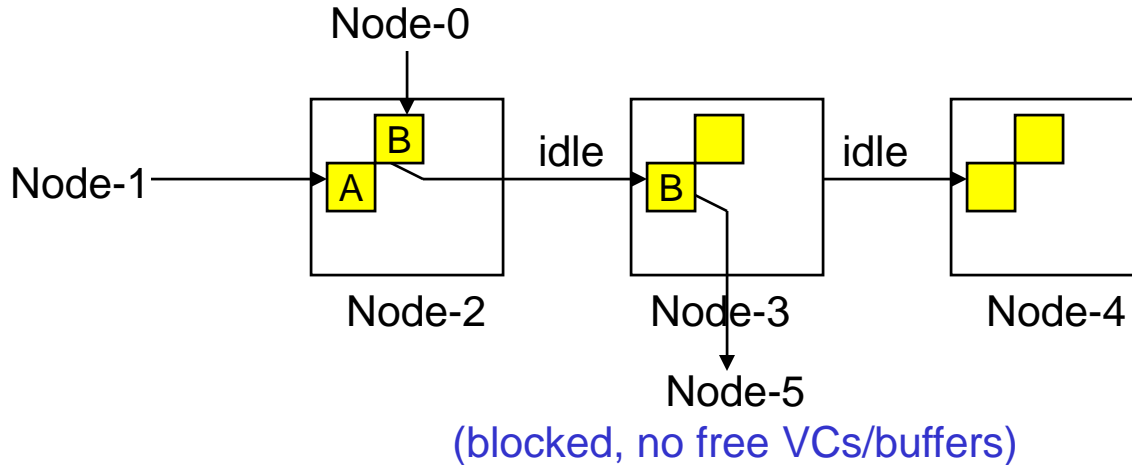 Node-0
B
idle
idle
Node-1
A
B
Node-2
Node-3
Node-4
Node-5
(blocked, no free VCs/buffers)